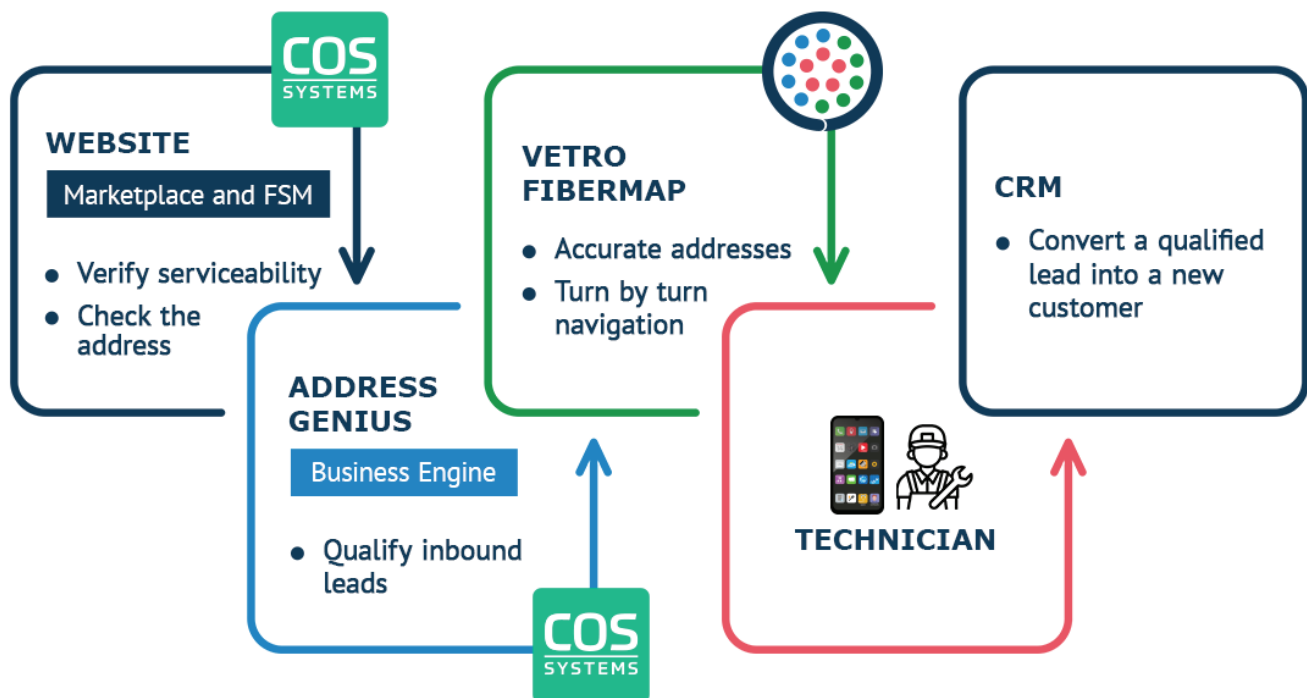 COS
SYSTEMS
WEBSITE
Marketplace and FSM
Verify serviceability
Check the
address
ADDRESS
GENIUS
Business Engine
Qualify inbound
leads
COS
SYSTEMS
VETRO
FIBERMAP
Accurate addresses
Turn by turn
navigation
TECHNICIAN
CRM
Convert a qualified
lead into a new
customer